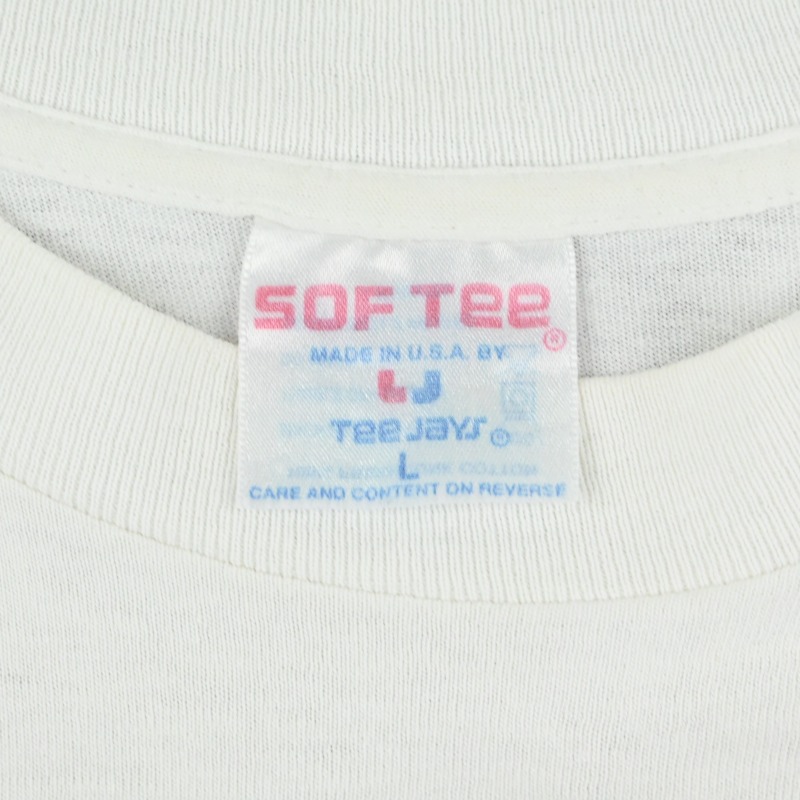 SOF TEE®
MADE IN U.S.A. BY
TEE JAYS®
L
CARE AND CONTENT ON REVERSE